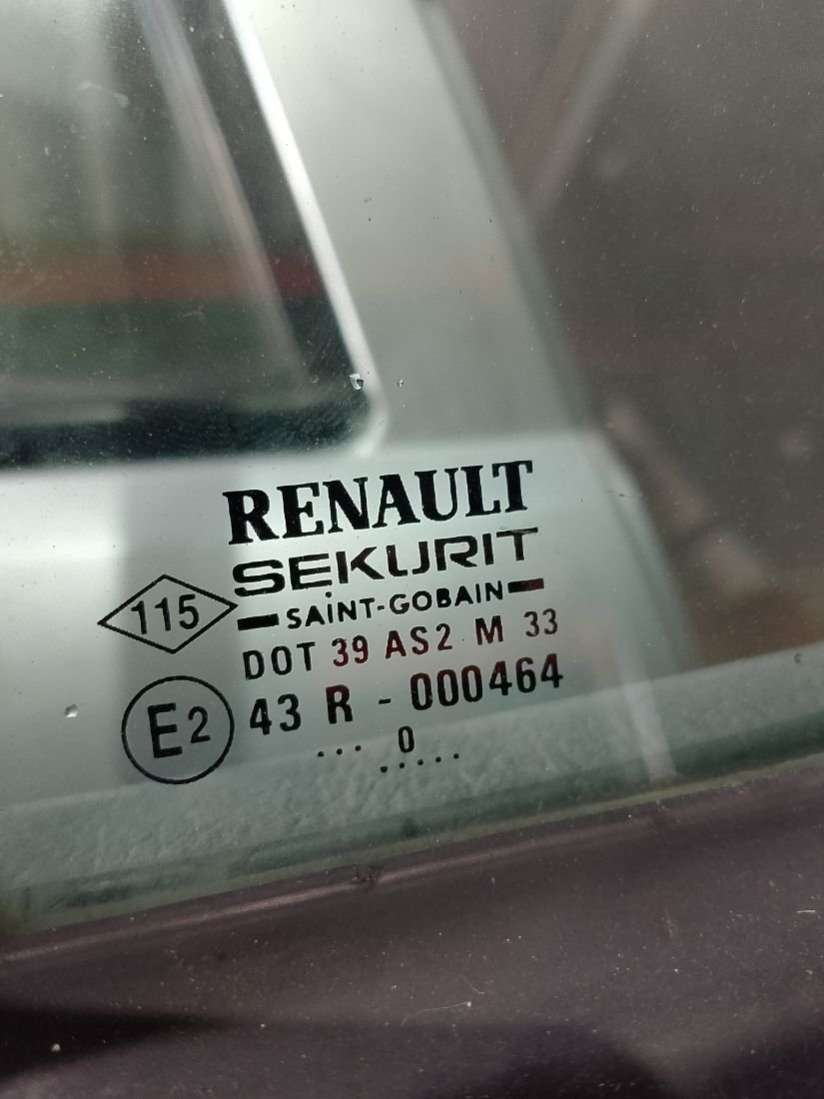 RENAULT
SEKURIT
SAINT-GOBAIN
115
DOT 39 AS2 M 33
E2
43 R - 000464
... 0
.....